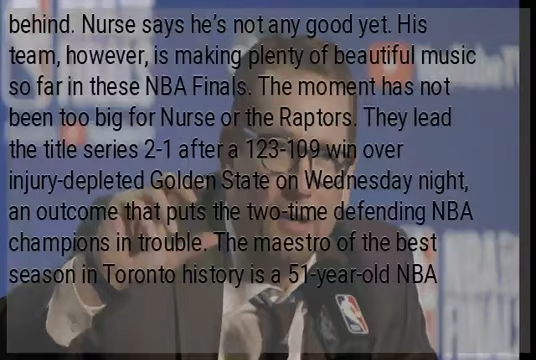 behind. Nurse says he's not any good yet. His
team, however, is making plenty of beautiful music
so far in these NBA Finals. The moment has not
been too big for Nurse or the Raptors. They lead
the title series 2-1 after a 123-109 win over
injury-depleted Golden State on Wednesday night,
an outcome that puts the two-time defending NBA
champions in trouble. The maestro of the best
season in Toronto history is a 51-year-old NBA